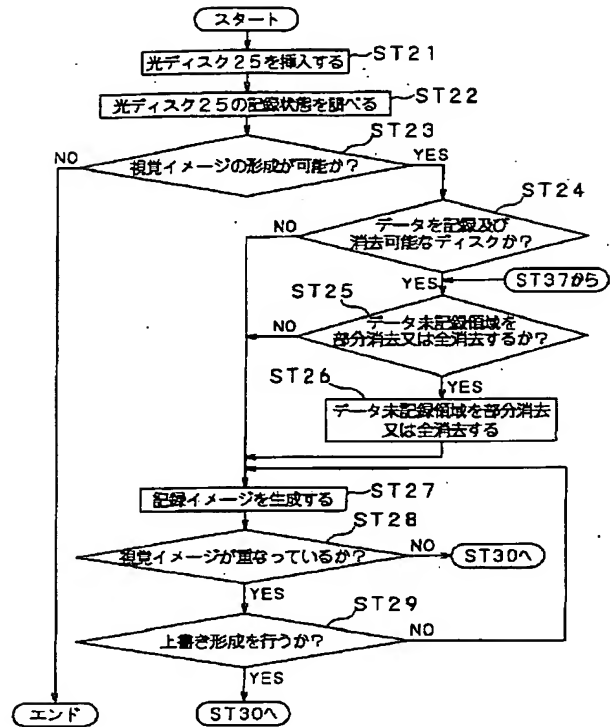 スタート
光ディスク25を挿入する
ST21
光ディスク25の記録状態を調べる
ST22
ST23
視覚イメージの形成が可能か?
NO
YES
ST24
データを記録及び
消去可能なディスクか?
NO
YES
ST37から
ST25
データ未記録領域を
部分消去又は全消去するか?
NO
YES
ST26
データ未記録領域を部分消去
又は全消去する
記録イメージを生成する
ST27
ST28
視覚イメージが重なっているか?
NO
ST30へ
YES
ST29
上書き形成を行うか?
NO
YES
エンド
ST30へ